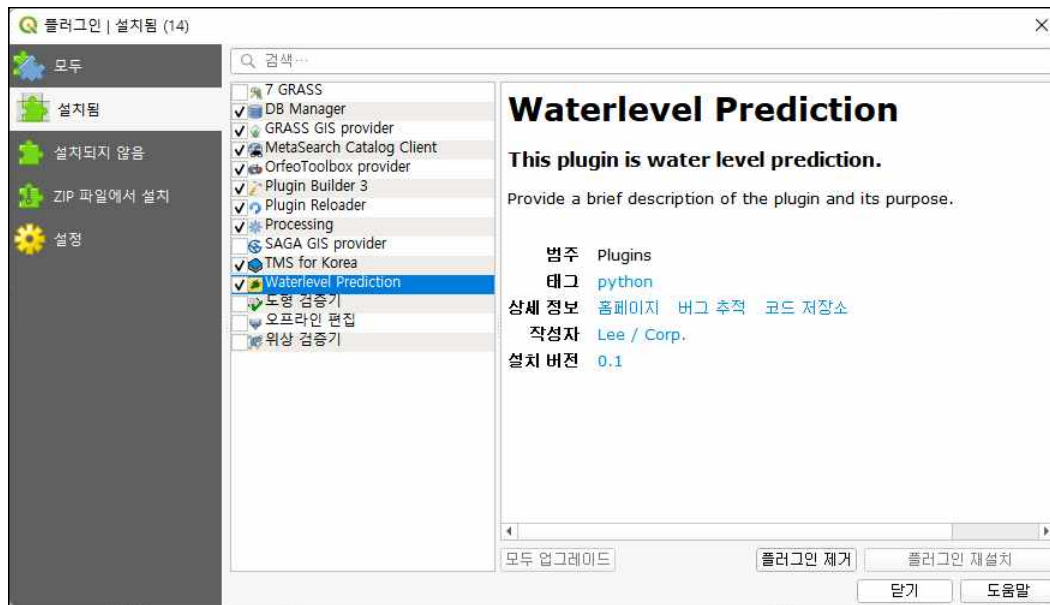 플러그인 | 설치됨 (14)
모두
설치됨
설치되지 않음
ZIP 파일에서 설치
설정
검색…
7 GRASS
DB Manager
GRASS GIS provider
MetaSearch Catalog Client
OrfeoToolbox provider
Plugin Builder 3
Plugin Reloader
Processing
SAGA GIS provider
TMS for Korea
Waterlevel Prediction
도형 검증기
오프라인 편집
위상 검증기
Waterlevel Prediction
This plugin is water level prediction.
Provide a brief description of the plugin and its purpose.
범주 Plugins
태그 python
상세 정보 홈페이지 버그 추적 코드 저장소
작성자 Lee / Corp.
설치 버전 0.1
모두 업그레이드 플러그인 제거 플러그인 재설치
닫기 도움말